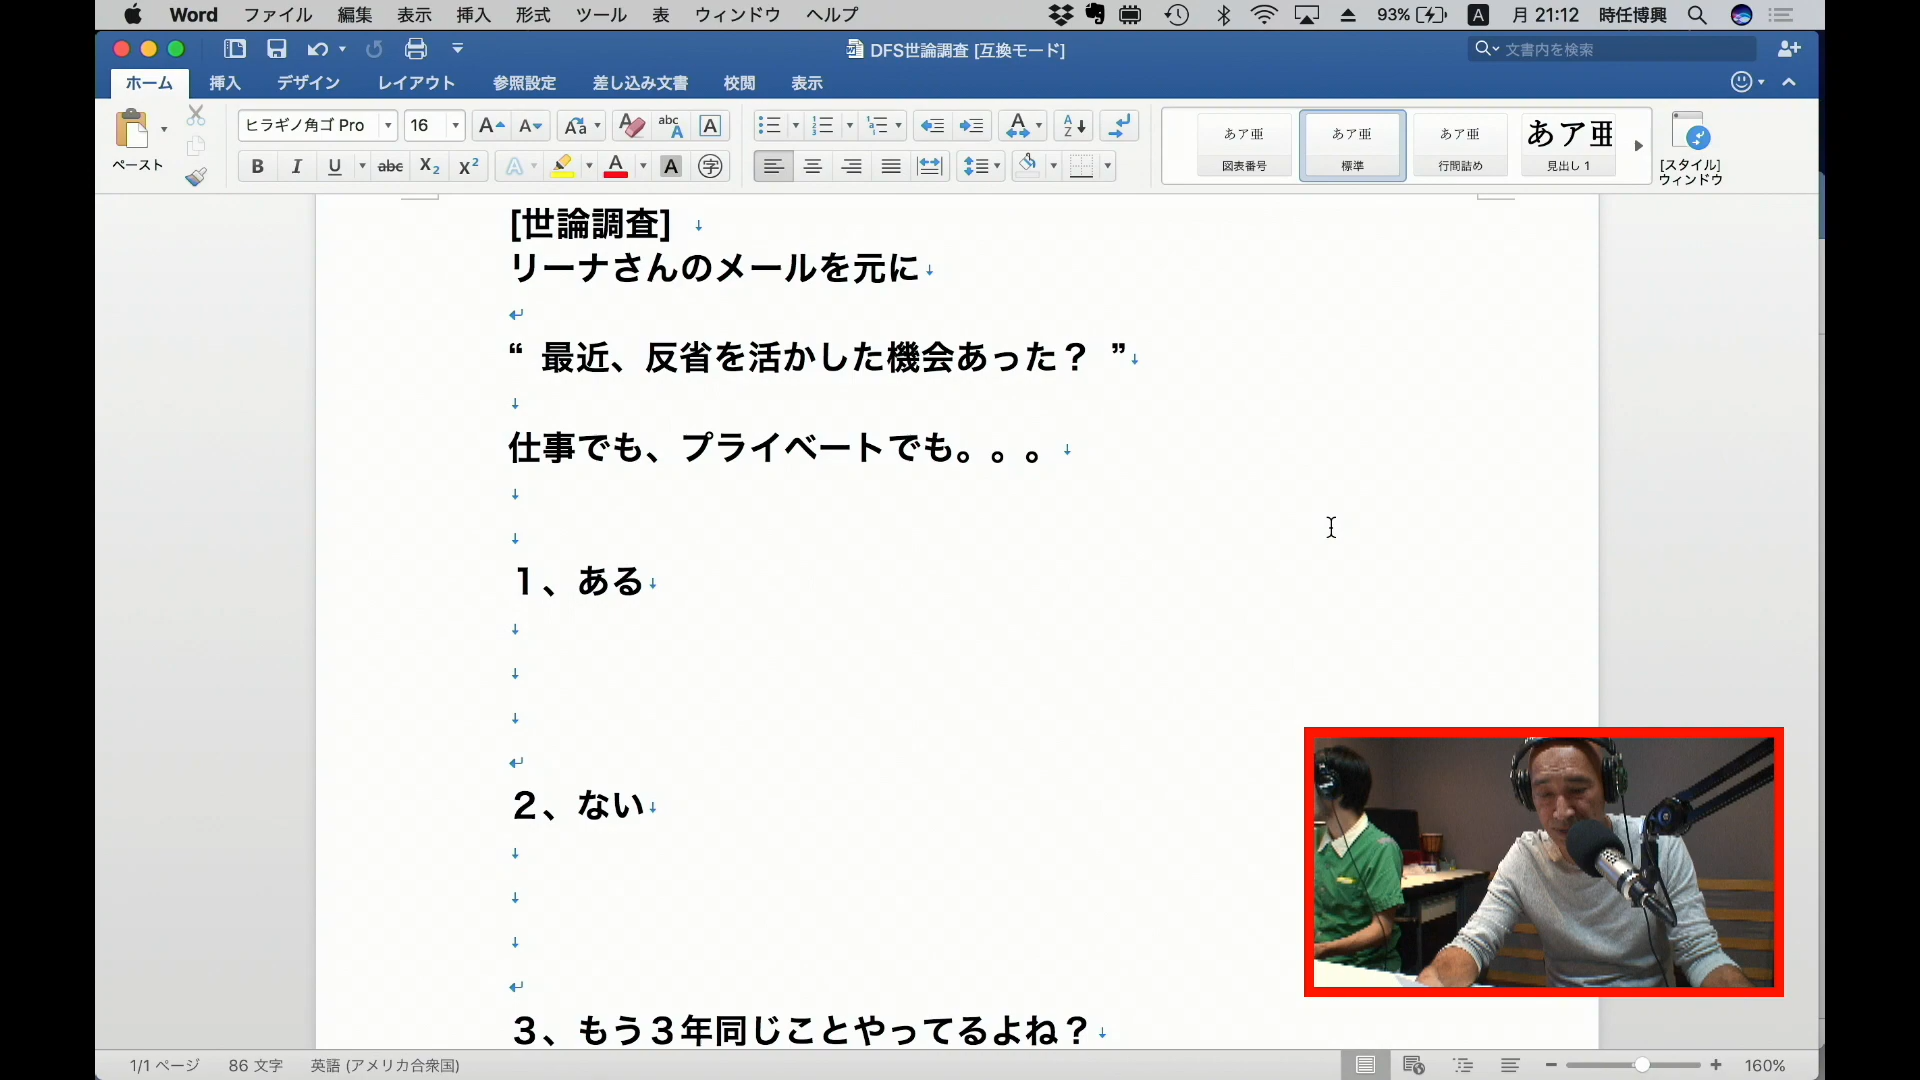 Word ファイル 編集 表示 挿入 形式 ツール 表 ウィンドウ ヘルプ 93% A 月 21:12 時任博興
DFS世論調査 [互換モード] 文書内を検索
ホーム 挿入 デザイン レイアウト 参照設定 差し込み文書 校閲 表示
ペースト
ヒラギノ角ゴ Pro 16
あア亜 図表番号
あア亜 標準
あア亜 行間詰め
あア亜 見出し 1
[スタイル]
ウィンドウ
[世論調査]
リーナさんのメールを元に
“ 最近、反省を活かした機会あった？ ”
仕事でも、プライベートでも。。。
１、ある
２、ない
３、もう３年同じことやってるよね？
1/1 ページ 86 文字 英語 (アメリカ合衆国) 160%